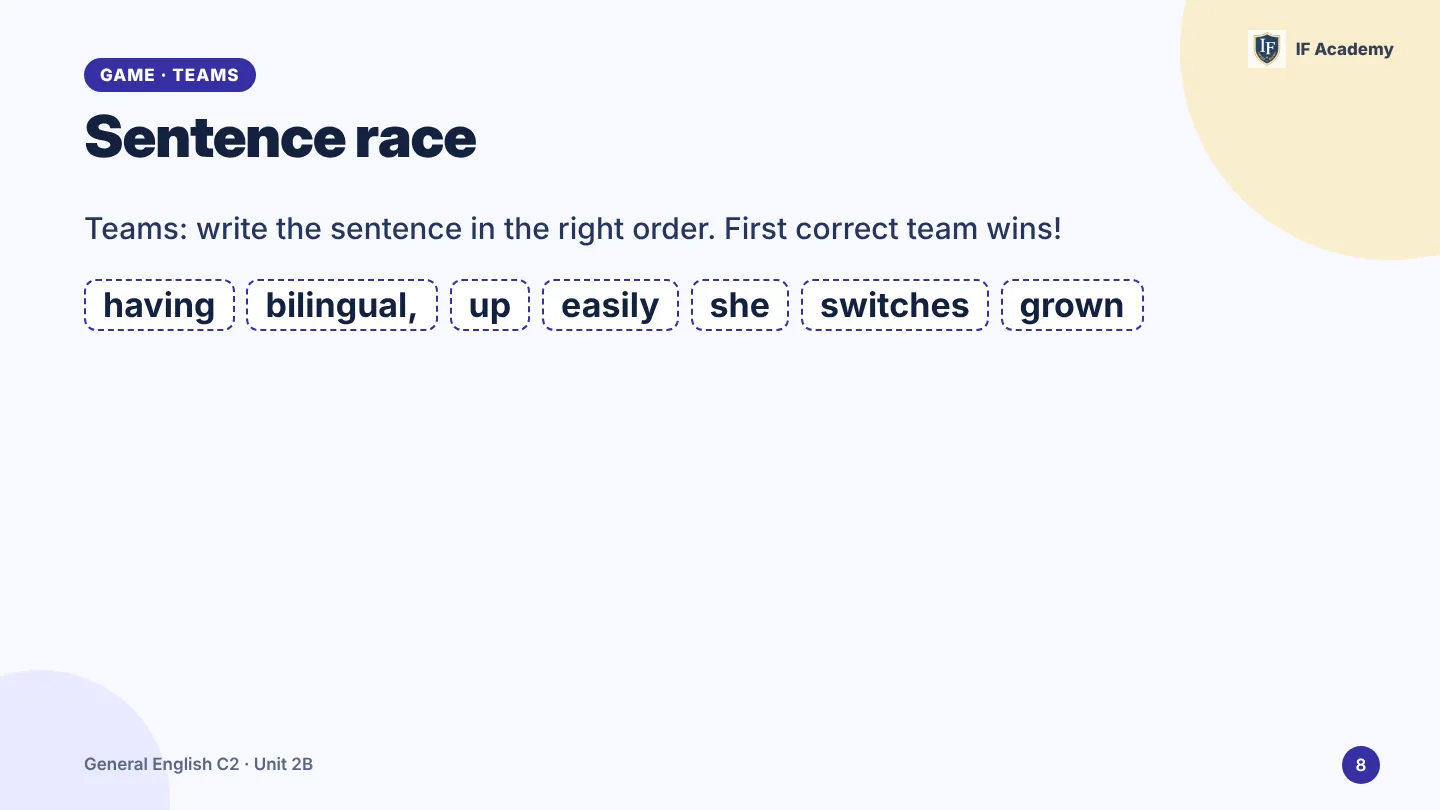 IF
IF Academy
GAME · TEAMS
Sentence race
Teams: write the sentence in the right order. First correct team wins!
having bilingual, up easily she switches grown
General English C2 · Unit 2B
8